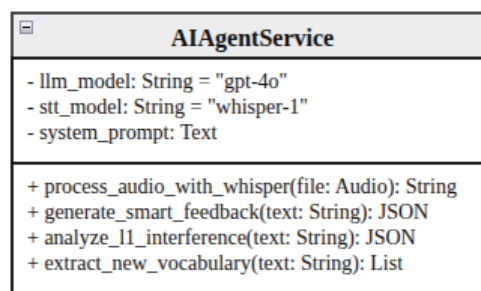 AIAgentService
- llm_model: String = "gpt-4o"
- stt_model: String = "whisper-1"
- system_prompt: Text
+ process_audio_with_whisper(file: Audio): String
+ generate_smart_feedback(text: String): JSON
+ analyze_l1_interference(text: String): JSON
+ extract_new_vocabulary(text: String): List